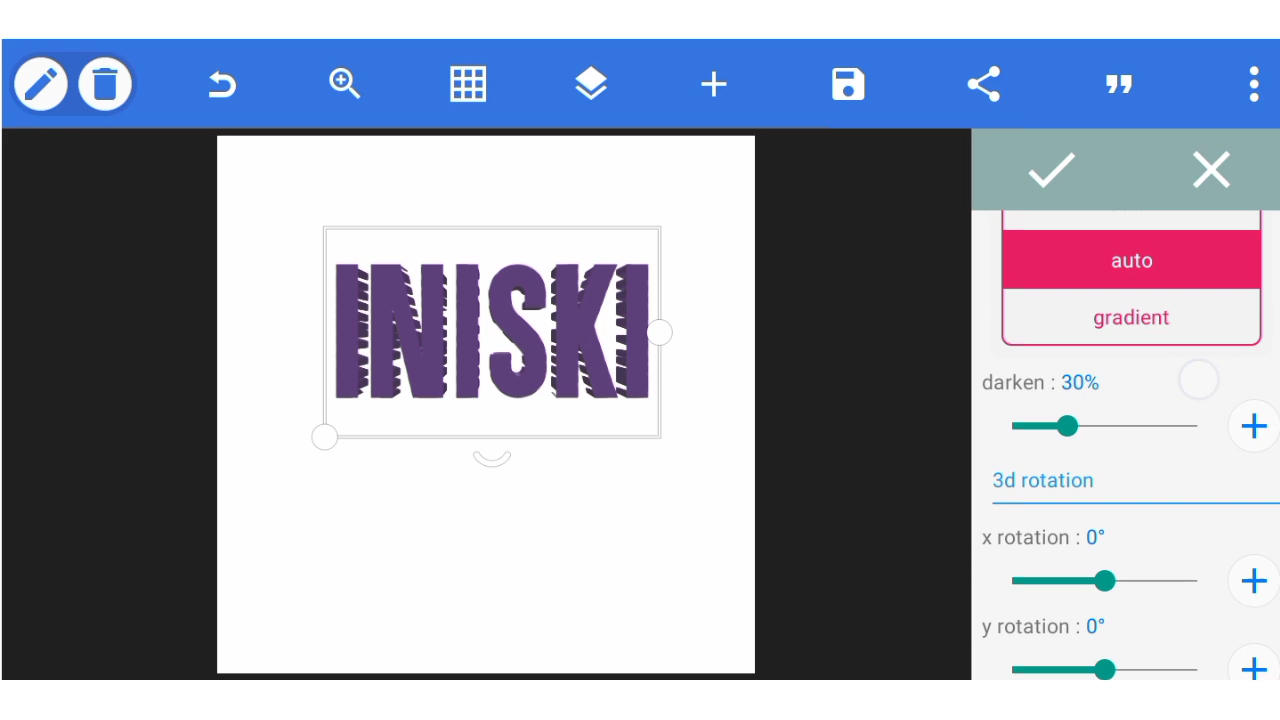 INISKI
auto
gradient
darken : 30%
3d rotation
x rotation : 0°
y rotation : 0°